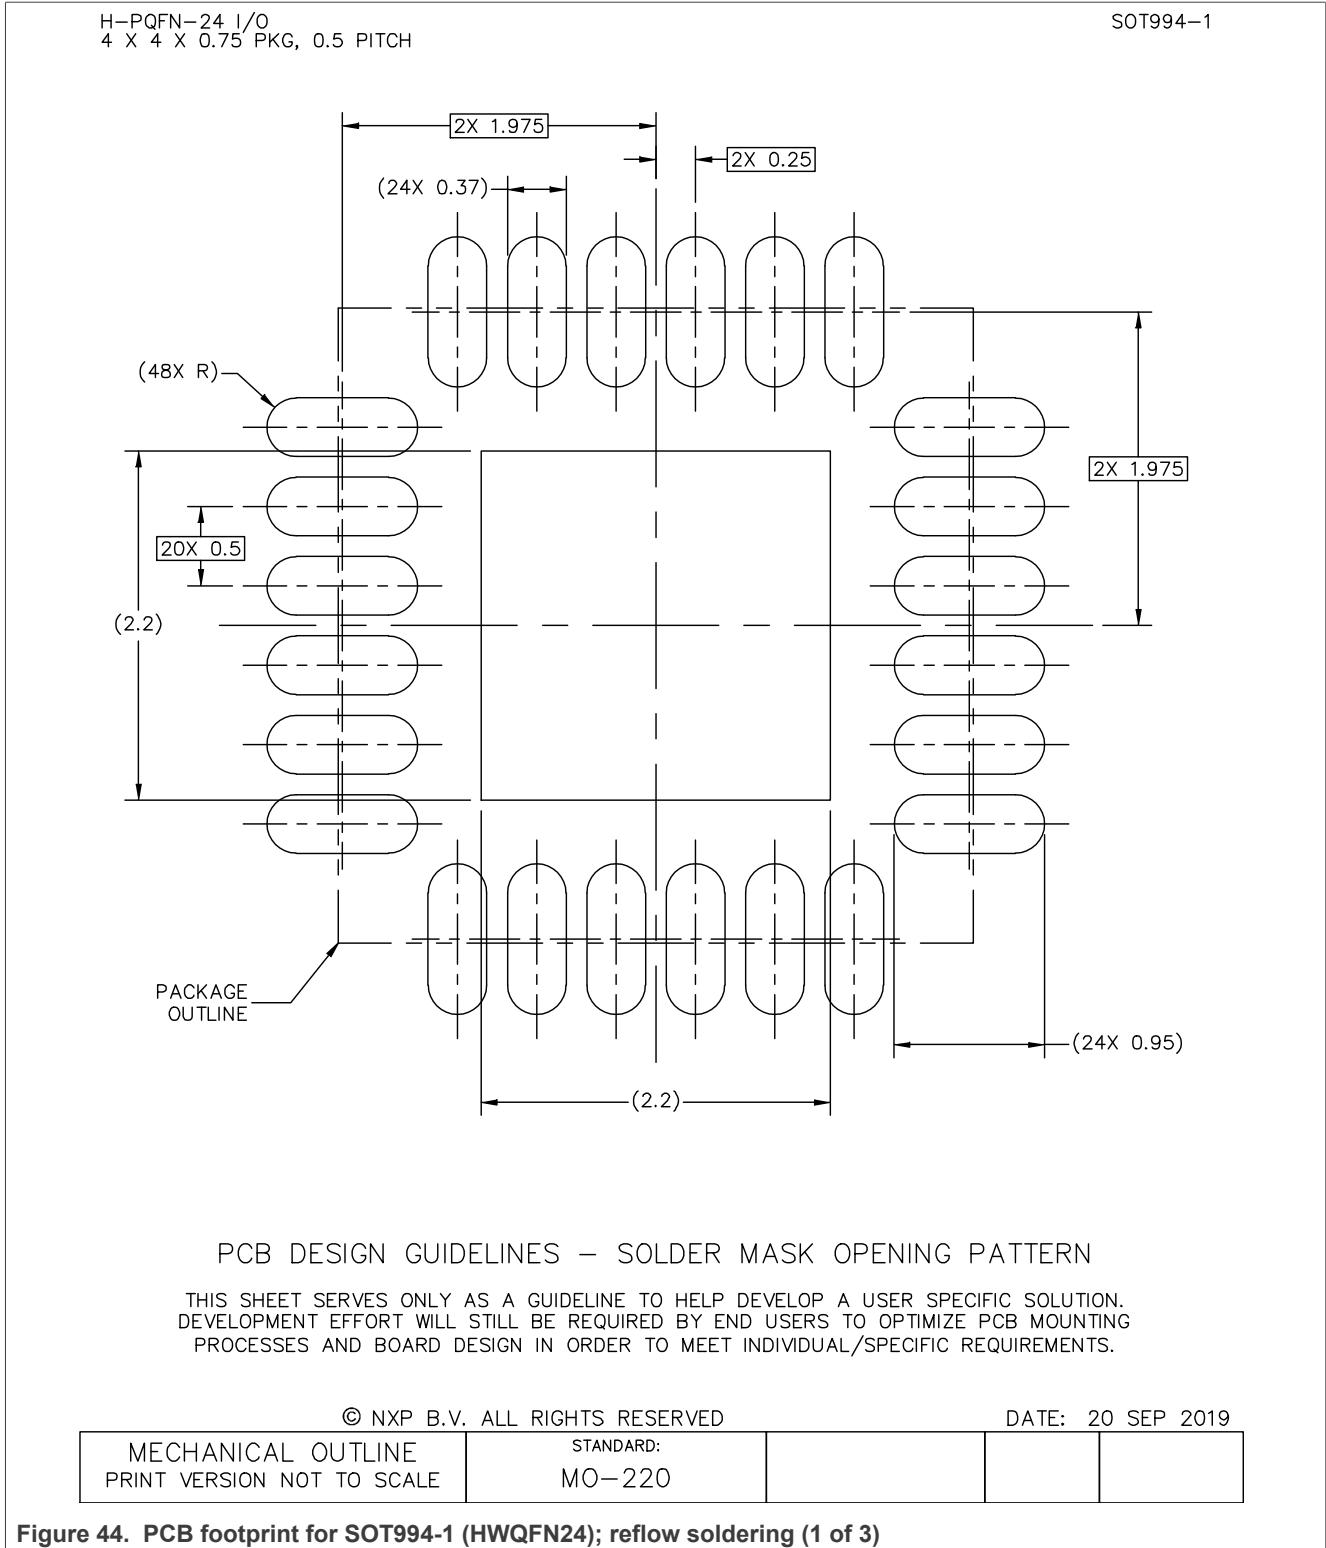 H-PQFN-24 I/O
4 X 4 X 0.75 PKG, 0.5 PITCH
SOT994-1
2X 1.975
2X 0.25
(24X 0.37)
(48X R)
2X 1.975
20X 0.5
(2.2)
PACKAGE
OUTLINE
(24X 0.95)
(2.2)
PCB DESIGN GUIDELINES - SOLDER MASK OPENING PATTERN
THIS SHEET SERVES ONLY AS A GUIDELINE TO HELP DEVELOP A USER SPECIFIC SOLUTION.
DEVELOPMENT EFFORT WILL STILL BE REQUIRED BY END USERS TO OPTIMIZE PCB MOUNTING
PROCESSES AND BOARD DESIGN IN ORDER TO MEET INDIVIDUAL/SPECIFIC REQUIREMENTS.
© NXP B.V. ALL RIGHTS RESERVED
DATE: 20 SEP 2019
MECHANICAL OUTLINE
PRINT VERSION NOT TO SCALE
STANDARD:
MO-220
Figure 44. PCB footprint for SOT994-1 (HWQFN24); reflow soldering (1 of 3)